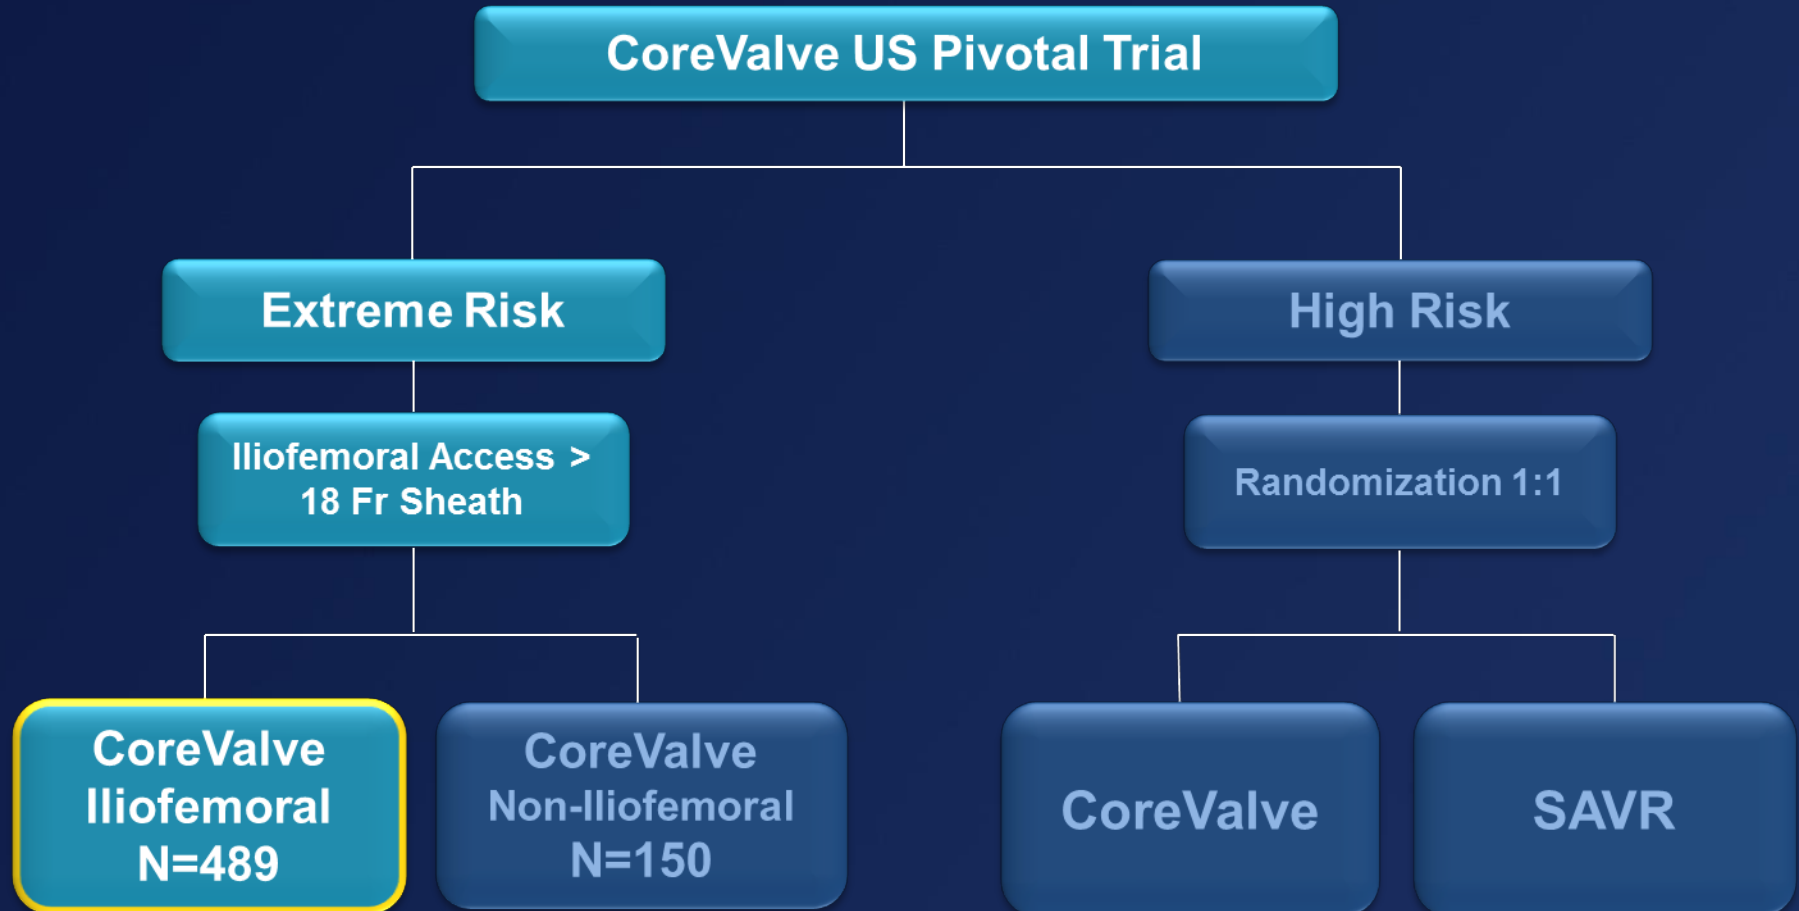 CoreValve US Pivotal Trial
Extreme Risk
High Risk
Iliofemoral Access >
18 Fr Sheath
Randomization 1:1
CoreValve
Iliofemoral
N=489
CoreValve
Non-Iliofemoral
N=150
CoreValve
SAVR